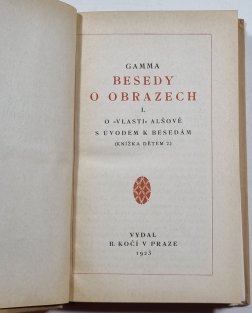 GAMMA
BESEDY
O OBRAZECH
I.
O »VLASTI« ALŠOVĚ
S ÚVODEM K BESEDÁM
(KNÍŽKA DĚTEM 2)
VYDAL
B. KOČÍ V PRAZE
1923